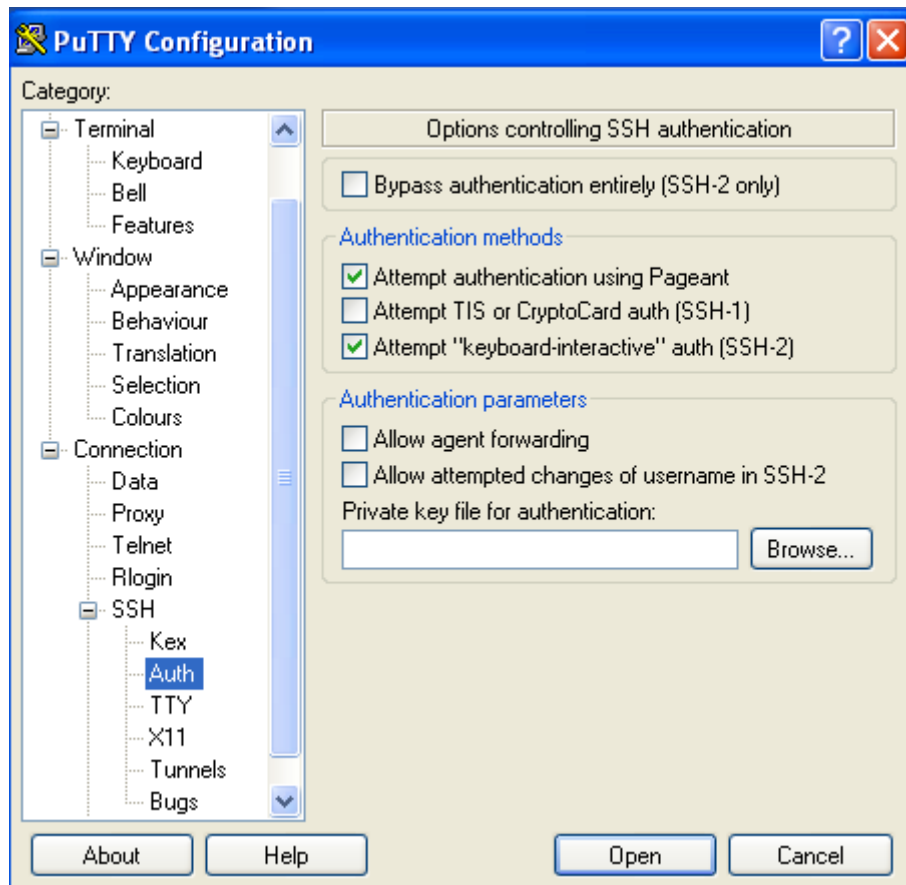 PuTTY Configuration
Category:
Terminal
Keyboard
Bell
Features
Window
Appearance
Behaviour
Translation
Selection
Colours
Connection
Data
Proxy
Telnet
Rlogin
SSH
Kex
Auth
TTY
X11
Tunnels
Bugs
Options controlling SSH authentication
Bypass authentication entirely (SSH-2 only)
Authentication methods
Attempt authentication using Pageant
Attempt TIS or CryptoCard auth (SSH-1)
Attempt "keyboard-interactive" auth (SSH-2)
Authentication parameters
Allow agent forwarding
Allow attempted changes of username in SSH-2
Private key file for authentication:
Browse...
About
Help
Open
Cancel